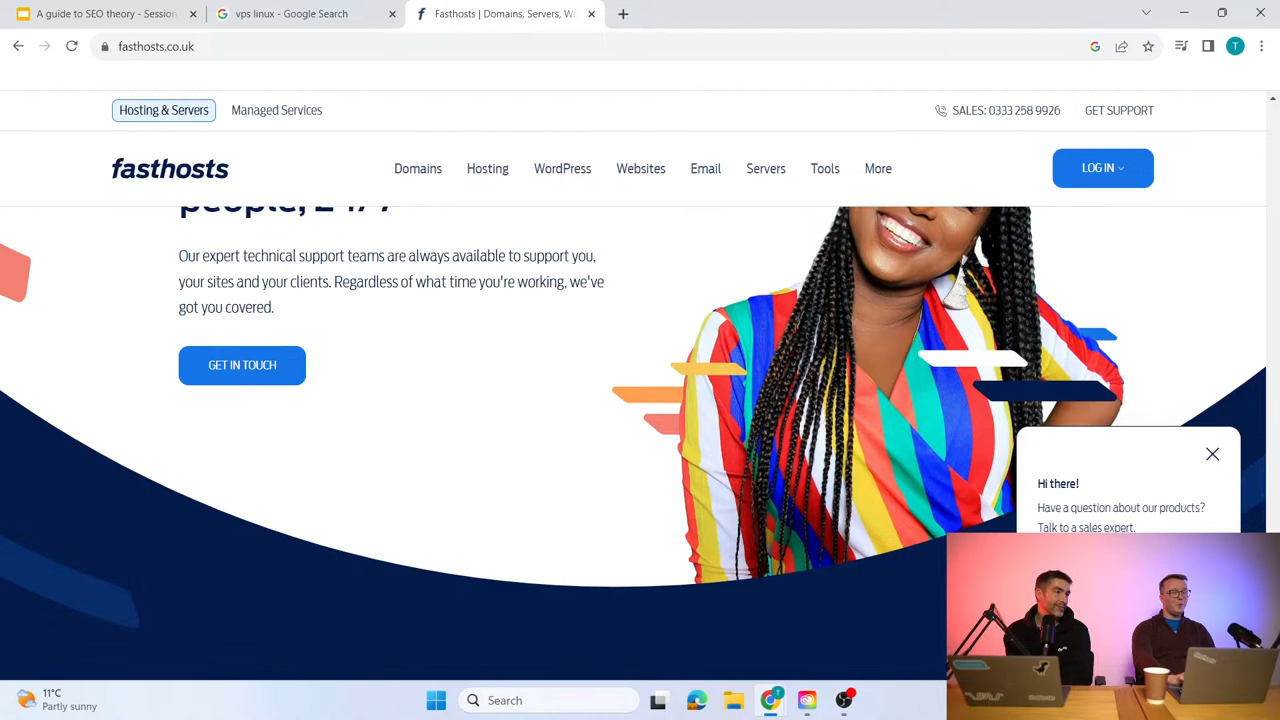 A guide to SEO theory - Session
vps linux - Google Search
Fasthosts | Domains, Servers, We
fasthosts.co.uk
T
Hosting & Servers
Managed Services
SALES: 0333 258 9926
GET SUPPORT
fasthosts
Domains
Hosting
WordPress
Websites
Email
Servers
Tools
More
LOG IN
people, 24/7
Our expert technical support teams are always available to support you,
your sites and your clients. Regardless of what time you're working, we've
got you covered.
GET IN TOUCH
Hi there!
Have a question about our products?
Talk to a sales expert.
11°C
Partly sunny
Search